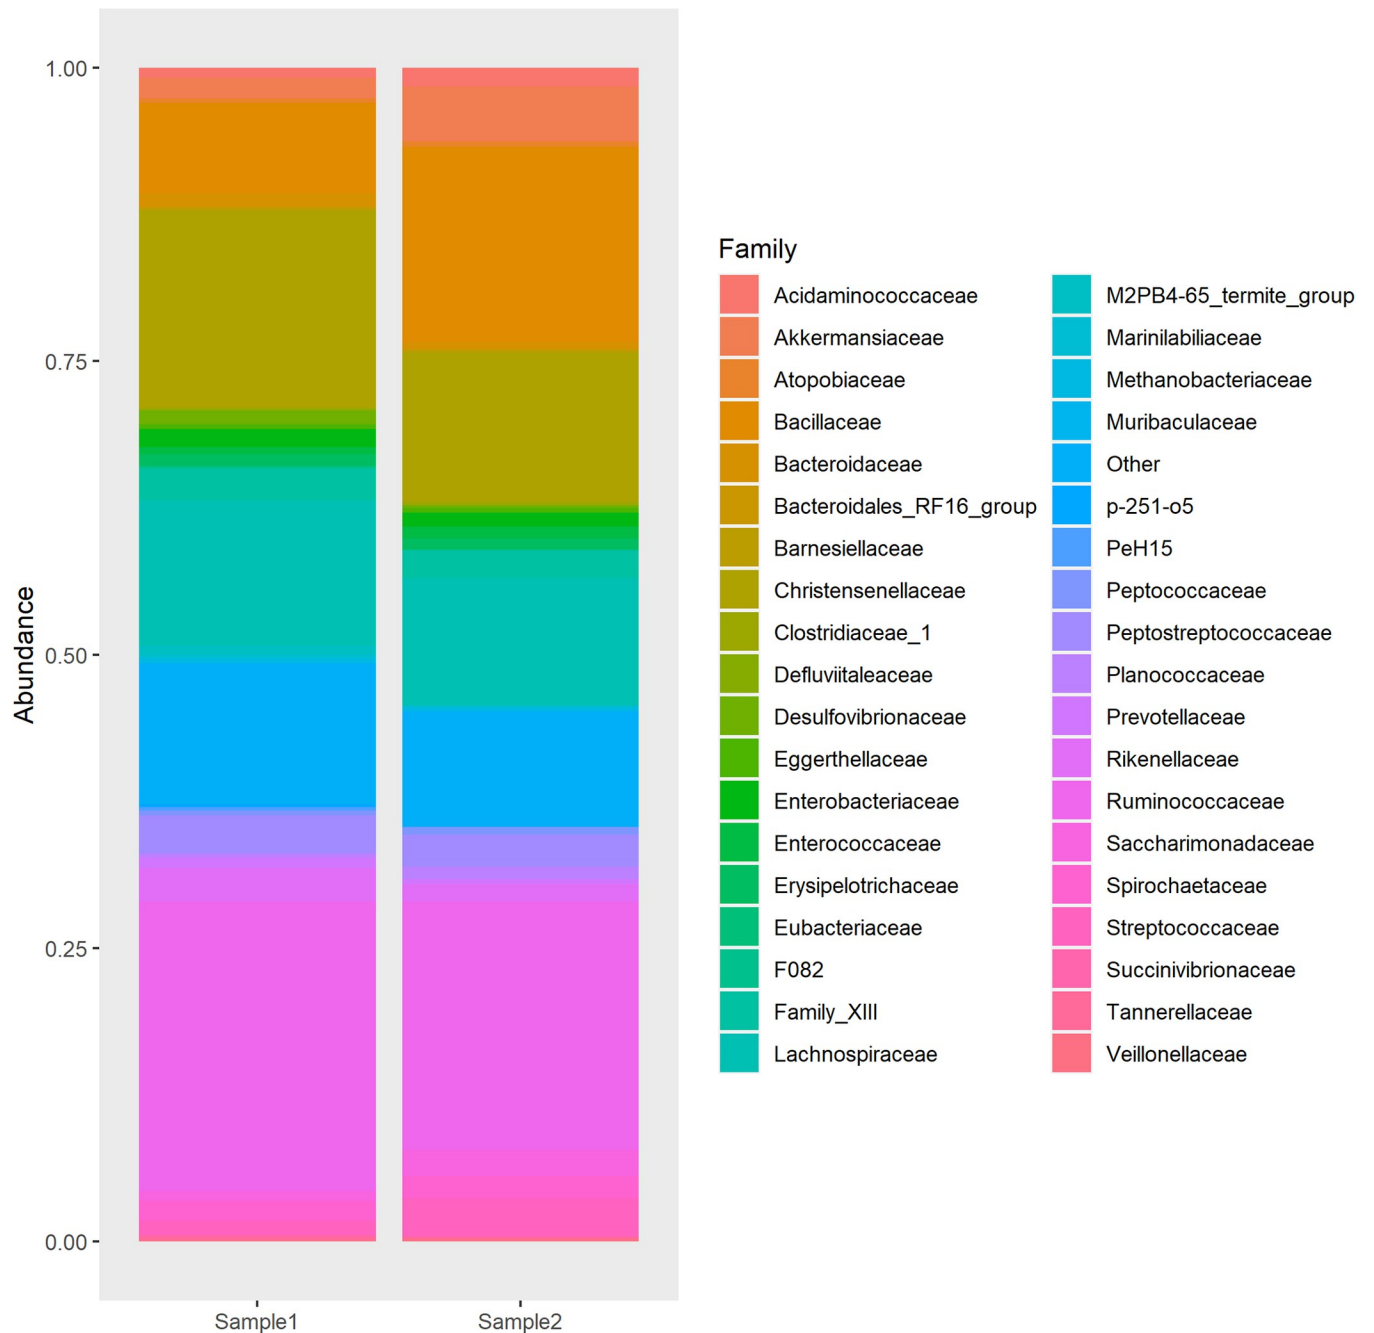 1.00
0.75
0.50
0.25
0.00
Abundance
Sample1
Sample2
Family
Acidaminococcaceae
Akkermansiaceae
Atopobiaceae
Bacillaceae
Bacteroidaceae
Bacteroidales_RF16_group
Barnesiellaceae
Christensenellaceae
Clostridiaceae_1
Defluviitaleaceae
Desulfovibrionaceae
Eggerthellaceae
Enterobacteriaceae
Enterococcaceae
Erysipelotrichaceae
Eubacteriaceae
F082
Family_XIII
Lachnospiraceae
M2PB4-65_termite_group
Marinilabiliaceae
Methanobacteriaceae
Muribaculaceae
Other
p-251-o5
PeH15
Peptococcaceae
Peptostreptococcaceae
Planococcaceae
Prevotellaceae
Rikenellaceae
Ruminococcaceae
Saccharimonadaceae
Spirochaetaceae
Streptococcaceae
Succinivibrionaceae
Tannerellaceae
Veillonellaceae